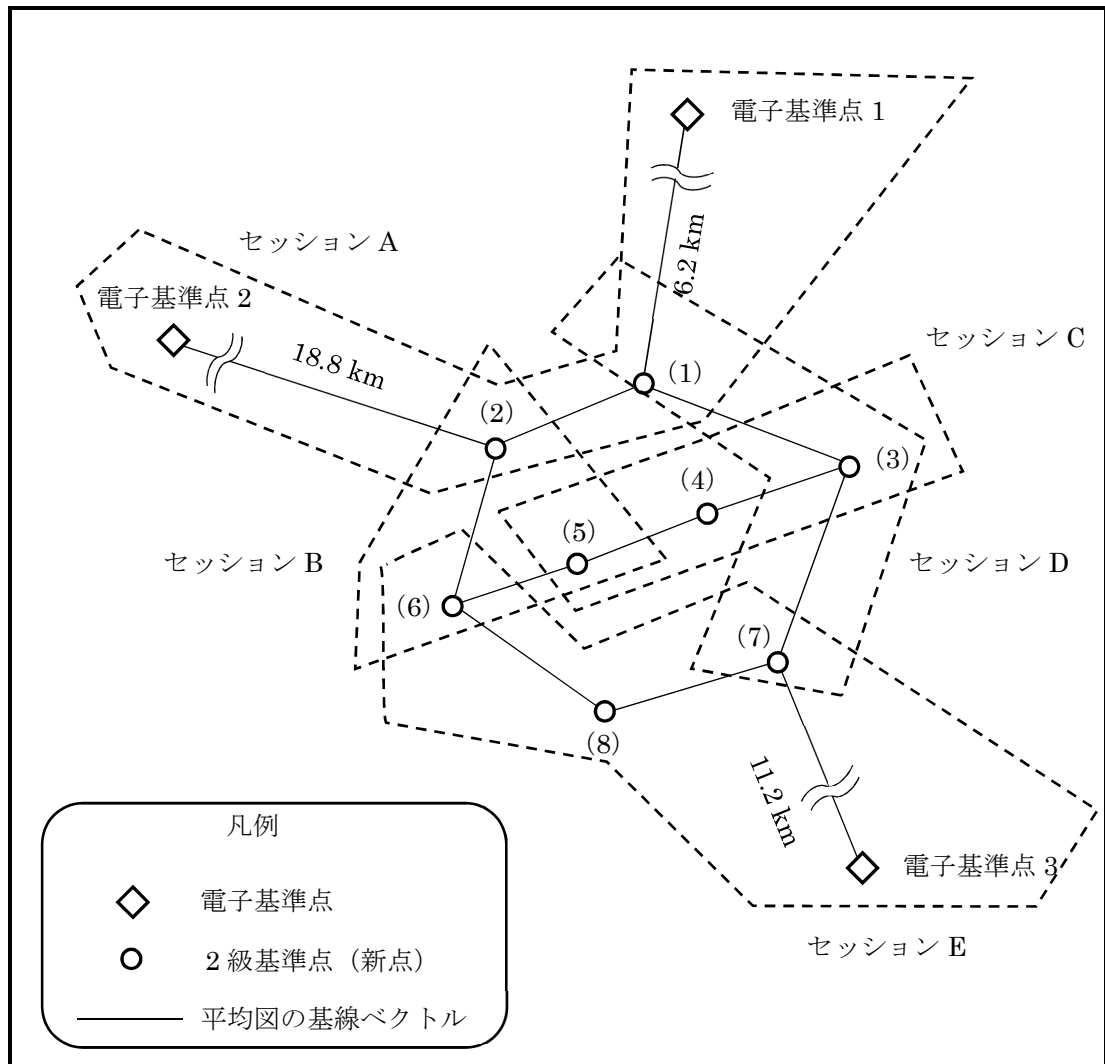 電子基準点 1
セッション A
電子基準点 2
6.2 km
18.8 km
セッション C
(1)
(2)
(3)
(4)
(5)
セッション B
セッション D
(6)
(7)
(8)
11.2 km
電子基準点 3
セッション E
凡例
電子基準点
2 級基準点（新点）
平均図の基線ベクトル